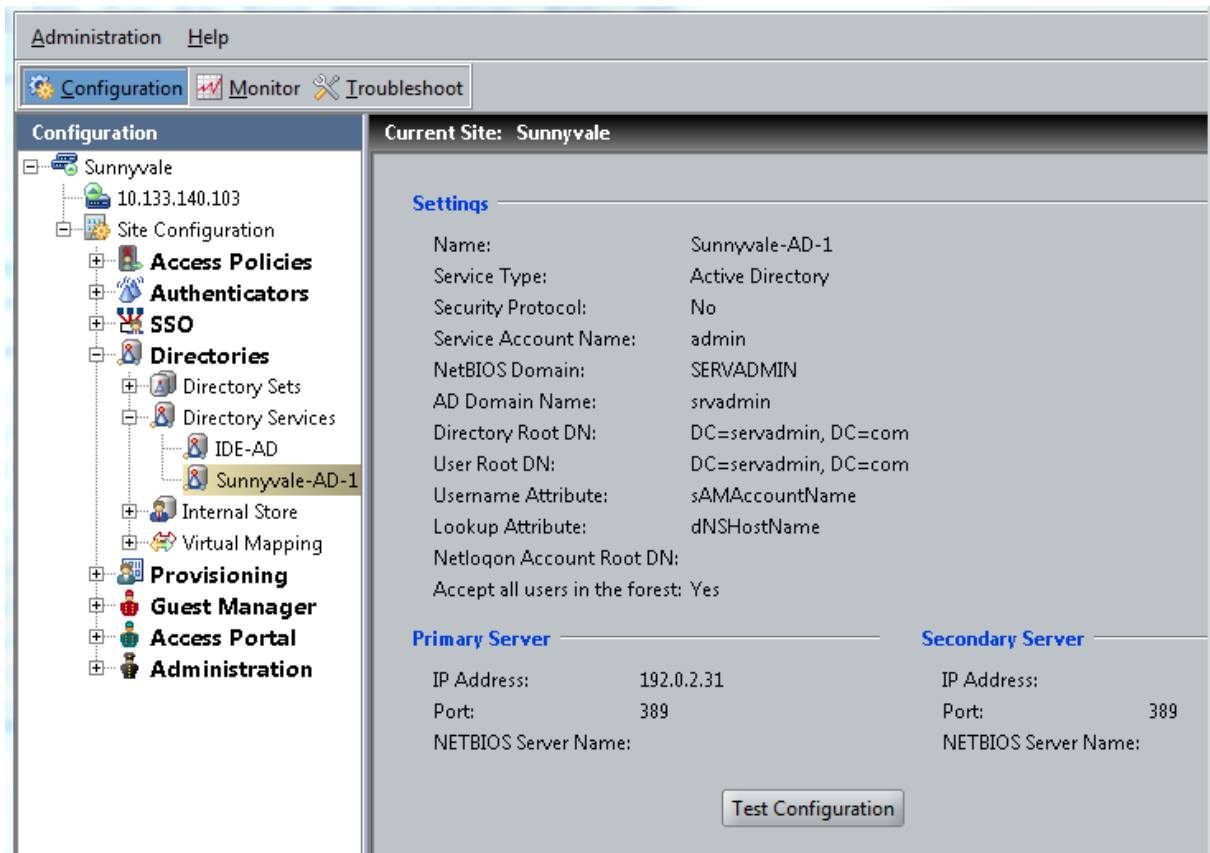 Administration Help
Configuration Monitor Troubleshoot
Configuration
Sunnyvale
10.133.140.103
Site Configuration
Access Policies
Authenticators
SSO
Directories
Directory Sets
Directory Services
IDE-AD
Sunnyvale-AD-1
Internal Store
Virtual Mapping
Provisioning
Guest Manager
Access Portal
Administration
Current Site: Sunnyvale
Settings
Name: Sunnyvale-AD-1
Service Type: Active Directory
Security Protocol: No
Service Account Name: admin
NetBIOS Domain: SERVADMIN
AD Domain Name: srvadmin
Directory Root DN: DC=servadmin, DC=com
User Root DN: DC=servadmin, DC=com
Username Attribute: sAMAccountName
Lookup Attribute: dNSHostName
Netlogon Account Root DN:
Accept all users in the forest: Yes
Primary Server
IP Address: 192.0.2.31
Port: 389
NETBIOS Server Name:
Secondary Server
IP Address:
Port: 389
NETBIOS Server Name:
Test Configuration